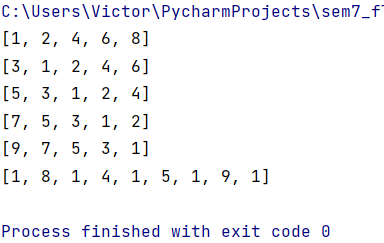 C:\Users\Victor\PycharmProjects\sem7_f
[1, 2, 4, 6, 8]
[3, 1, 2, 4, 6]
[5, 3, 1, 2, 4]
[7, 5, 3, 1, 2]
[9, 7, 5, 3, 1]
[1, 8, 1, 4, 1, 5, 1, 9, 1]
Process finished with exit code 0